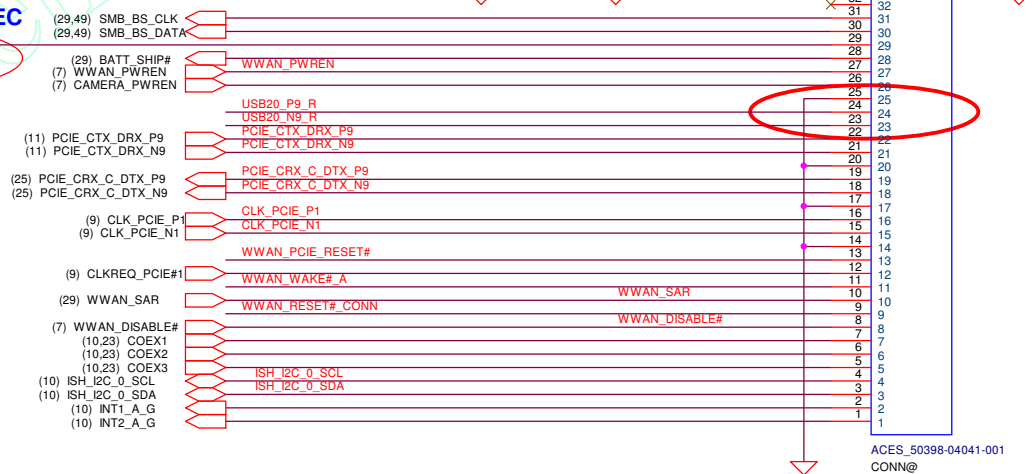 EC
(29,49) SMB_BS_CLK 31 31
(29,49) SMB_BS_DATA 30 30
29 29
(29) BATT_SHIP# 28 28
(7) WWAN_PWREN WWAN_PWREN 27 27
(7) CAMERA_PWREN 26 26
25 25
USB20_P9_R 24 24
USB20_N9_R 23 23
(11) PCIE_CTX_DRX_P9 PCIE_CTX_DRX_P9 22 22
(11) PCIE_CTX_DRX_N9 PCIE_CTX_DRX_N9 21 21
20 20
(25) PCIE_CRX_C_DTX_P9 PCIE_CRX_C_DTX_P9 19 19
(25) PCIE_CRX_C_DTX_N9 PCIE_CRX_C_DTX_N9 18 18
17 17
(9) CLK_PCIE_P1 CLK_PCIE_P1 16 16
(9) CLK_PCIE_N1 CLK_PCIE_N1 15 15
14 14
WWAN_PCIE_RESET# 13 13
(9) CLKREQ_PCIE#1 12 12
WWAN_WAKE#_A 11 11
(29) WWAN_SAR WWAN_SAR 10 10
WWAN_RESET#_CONN 9 9
(7) WWAN_DISABLE# WWAN_DISABLE# 8 8
(10,23) COEX1 7 7
(10,23) COEX2 6 6
(10,23) COEX3 5 5
(10) ISH_I2C_0_SCL ISH_I2C_0_SCL 4 4
(10) ISH_I2C_0_SDA ISH_I2C_0_SDA 3 3
(10) INT1_A_G 2 2
(10) INT2_A_G 1 1
ACES_50398-04041-001
CONN@